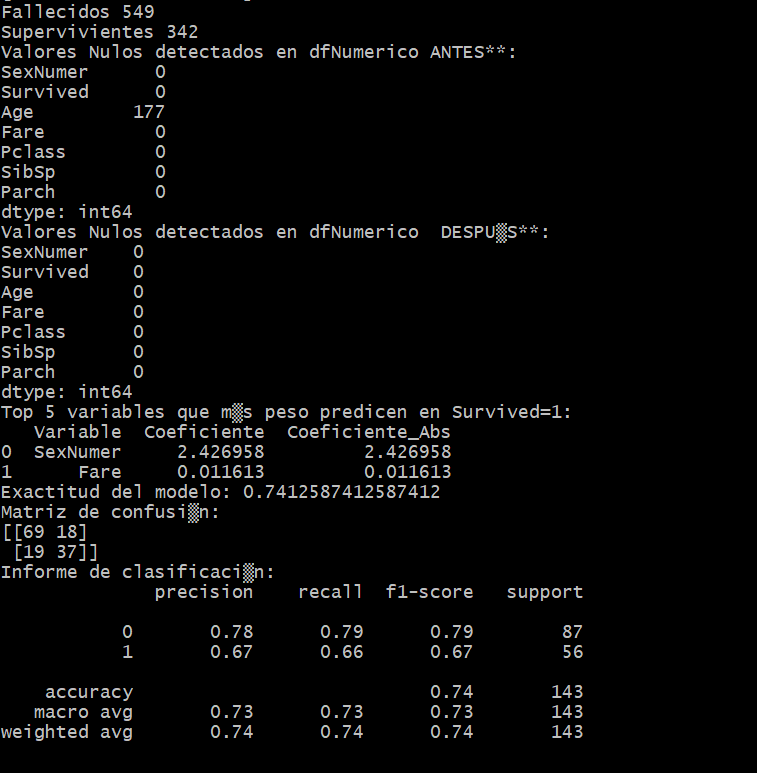 Fallecidos 549
Supervivientes 342
Valores Nulos detectados en dfNumerico ANTES**:
SexNumer      0
Survived      0
Age         177
Fare          0
Pclass        0
SibSp         0
Parch         0
dtype: int64
Valores Nulos detectados en dfNumerico  DESPU▒S**:
SexNumer    0
Survived    0
Age         0
Fare        0
Pclass      0
SibSp       0
Parch       0
dtype: int64
Top 5 variables que m▒s peso predicen en Survived=1:
   Variable  Coeficiente  Coeficiente_Abs
0  SexNumer     2.426958         2.426958
1      Fare     0.011613         0.011613
Exactitud del modelo: 0.7412587412587412
Matriz de confusi▒n:
[[69 18]
 [19 37]]
Informe de clasificaci▒n:
              precision    recall  f1-score   support
           0       0.78      0.79      0.79        87
           1       0.67      0.66      0.67        56
    accuracy                           0.74       143
   macro avg       0.73      0.73      0.73       143
weighted avg       0.74      0.74      0.74       143